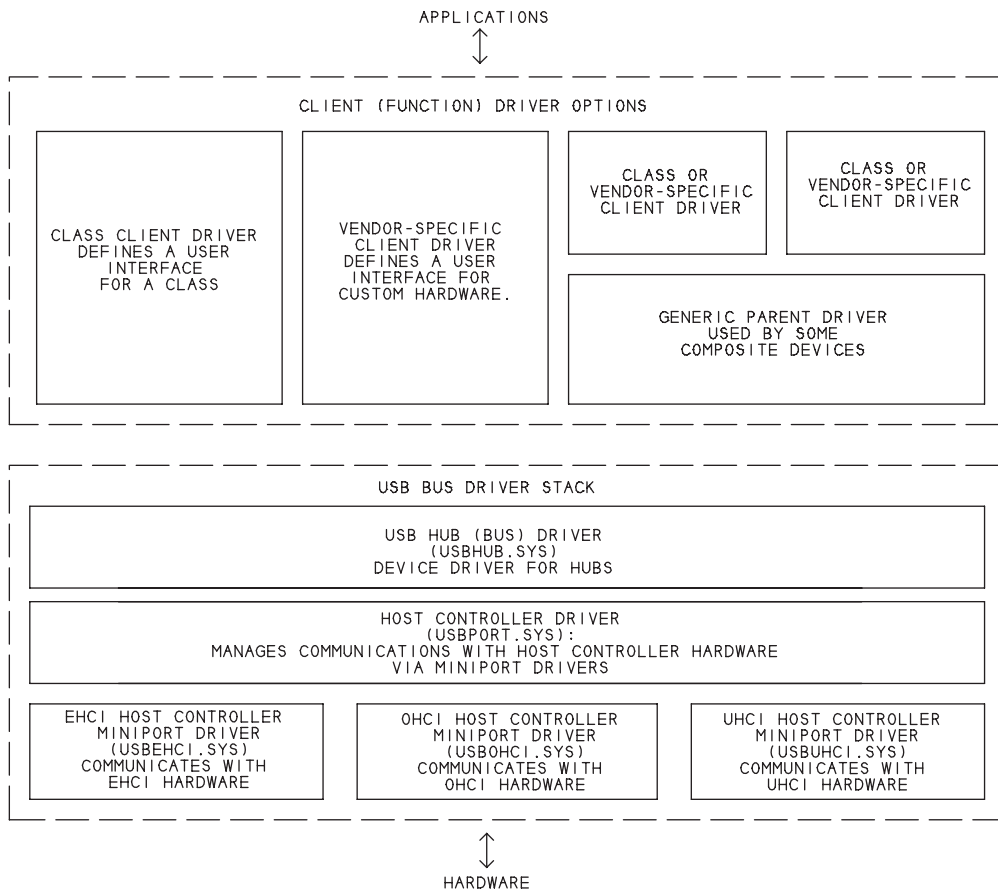 APPLICATIONS
CLIENT (FUNCTION) DRIVER OPTIONS
CLASS CLIENT DRIVER
DEFINES A USER
INTERFACE
FOR A CLASS
VENDOR-SPECIFIC
CLIENT DRIVER
DEFINES A USER
INTERFACE FOR
CUSTOM HARDWARE.
CLASS OR
VENDOR-SPECIFIC
CLIENT DRIVER
CLASS OR
VENDOR-SPECIFIC
CLIENT DRIVER
GENERIC PARENT DRIVER
USED BY SOME
COMPOSITE DEVICES
USB BUS DRIVER STACK
USB HUB (BUS) DRIVER
(USBHUB.SYS)
DEVICE DRIVER FOR HUBS
HOST CONTROLLER DRIVER
(USBPORT.SYS):
MANAGES COMMUNICATIONS WITH HOST CONTROLLER HARDWARE
VIA MINIPORT DRIVERS
EHCI HOST CONTROLLER
MINIPORT DRIVER
(USBEHCI.SYS)
COMMUNICATES WITH
EHCI HARDWARE
OHCI HOST CONTROLLER
MINIPORT DRIVER
(USBOHCI.SYS)
COMMUNICATES WITH
OHCI HARDWARE
UHCI HOST CONTROLLER
MINIPORT DRIVER
(USBUHCI.SYS)
COMMUNICATES WITH
UHCI HARDWARE
HARDWARE